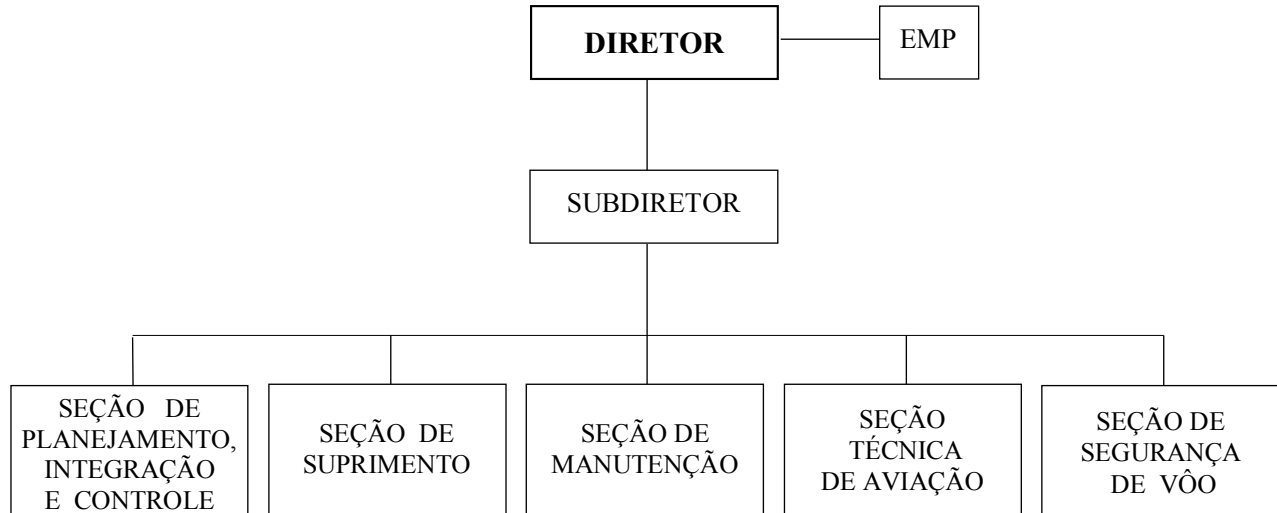 DIRETOR
EMP
SUBDIRETOR
SEÇÃO DE
PLANEJAMENTO,
INTEGRAÇÃO
E CONTROLE
SEÇÃO DE
SUPRIMENTO
SEÇÃO DE
MANUTENÇÃO
SEÇÃO
TÉCNICA
DE AVIAÇÃO
SEÇÃO DE
SEGURANÇA
DE VÔO